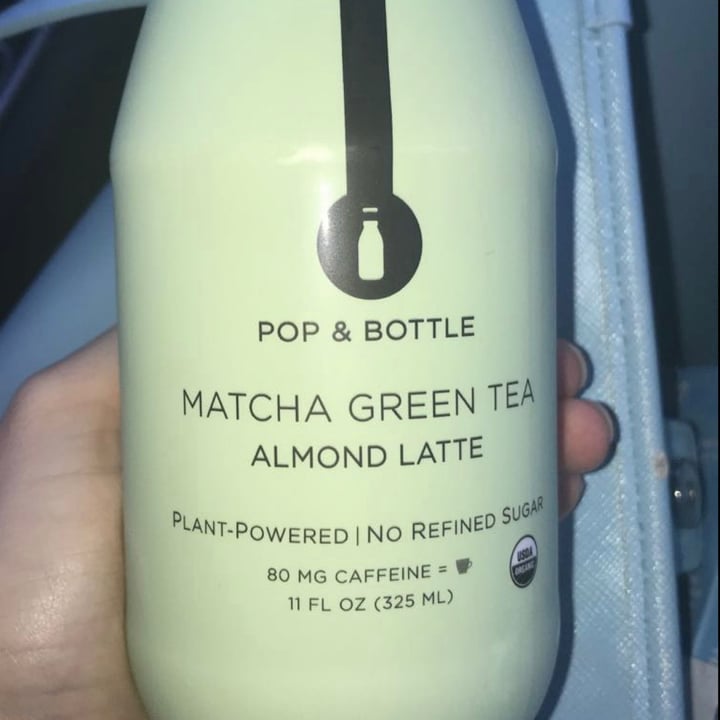 POP & BOTTLE
MATCHA GREEN TEA
ALMOND LATTE
PLANT-POWERED | NO REFINED SUGAR
80 MG CAFFEINE =
USDA
ORGANIC
11 FL OZ (325 ML)